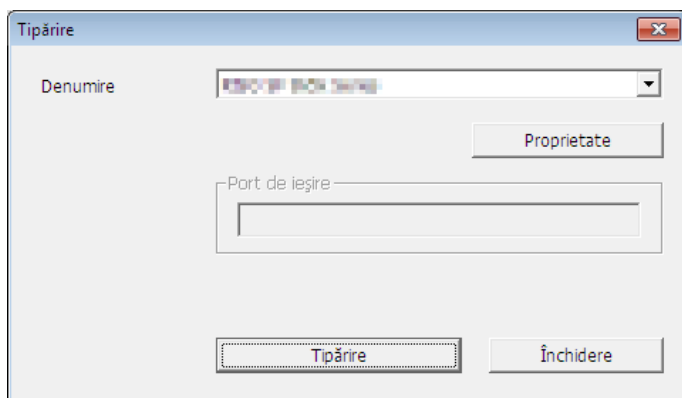 Tipărire
Denumire
Proprietate
Port de ieşire
Tipărire
Închidere